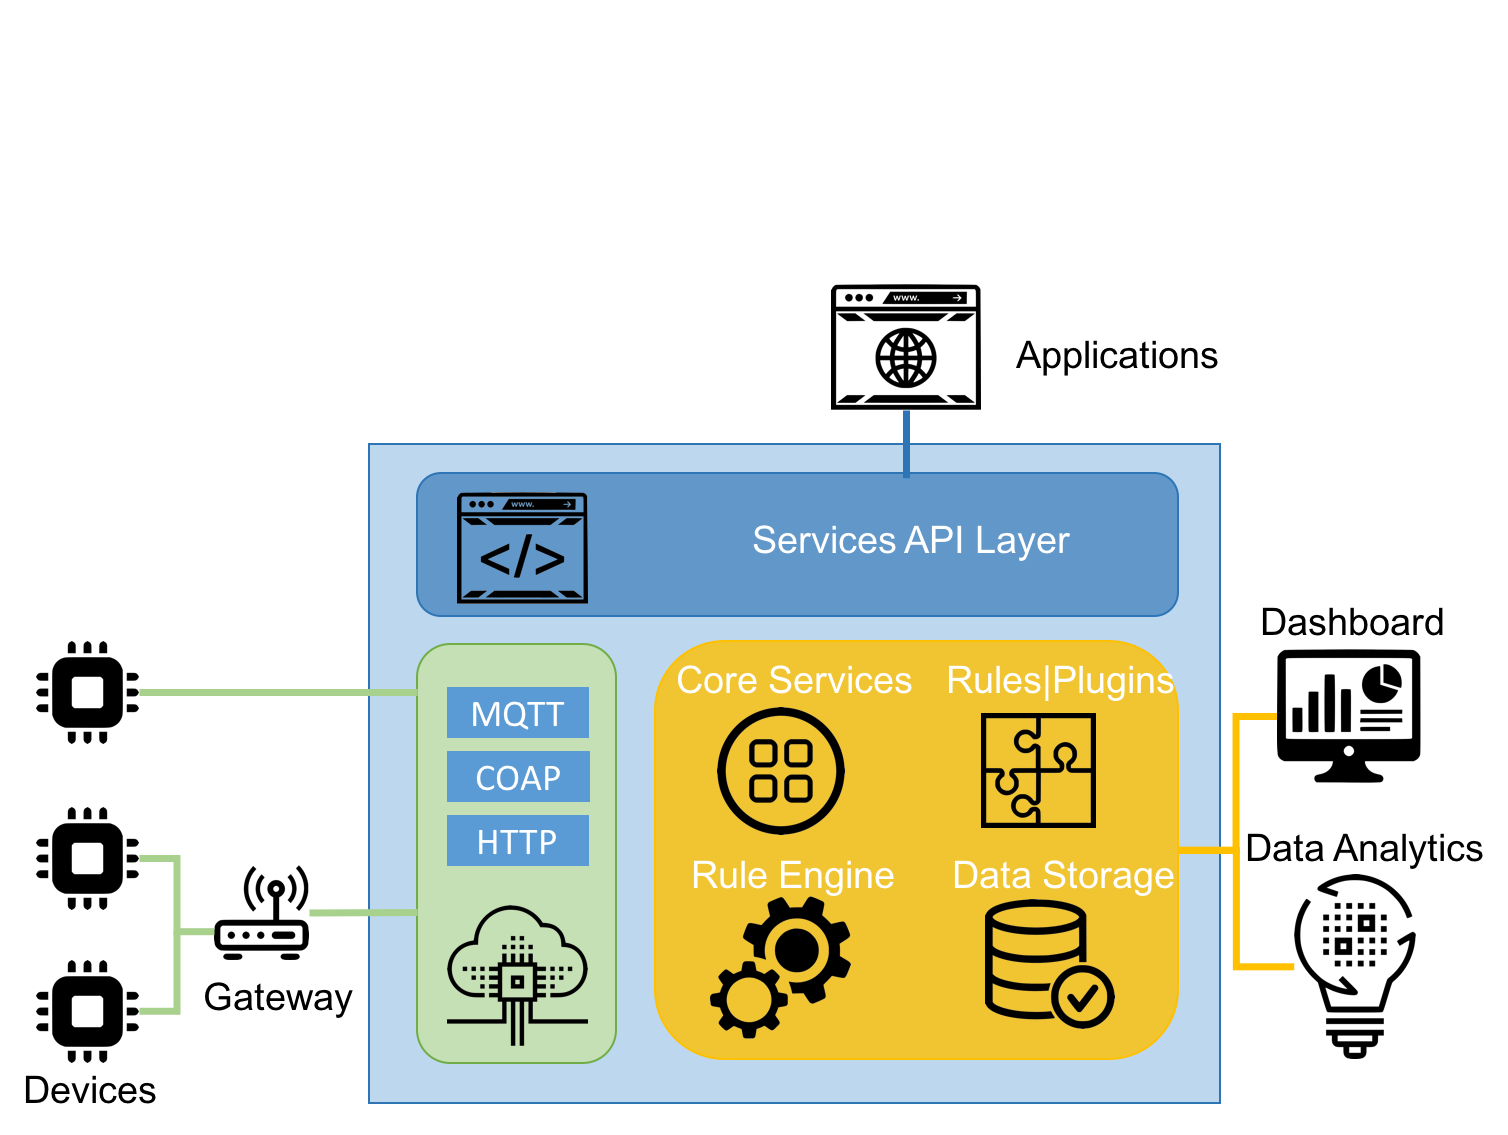 www.
Applications
www.
</>
Services API Layer
Dashboard
Core Services
Rules|Plugins
MQTT
COAP
HTTP
Data Analytics
Rule Engine
Data Storage
Gateway
Devices